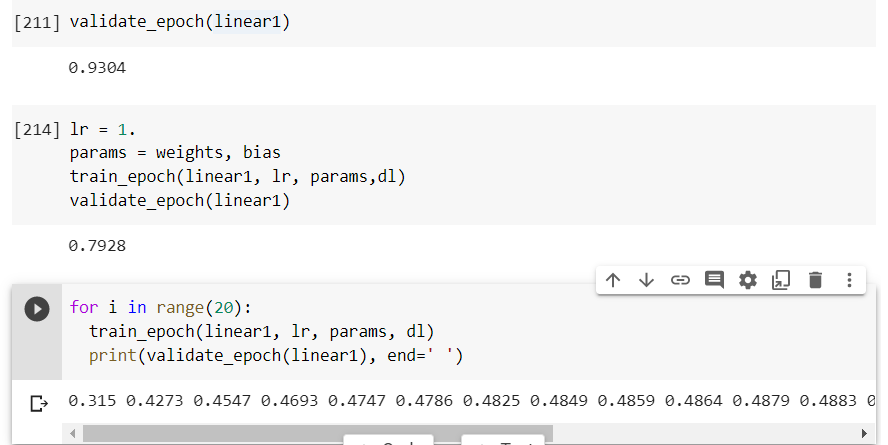 [211] validate_epoch(linear1)
0.9304
[214] lr = 1.
params = weights, bias
train_epoch(linear1, lr, params,dl)
validate_epoch(linear1)
0.7928
for i in range(20):
train_epoch(linear1, lr, params, dl)
print(validate_epoch(linear1), end=' ')
0.315 0.4273 0.4547 0.4693 0.4747 0.4786 0.4825 0.4849 0.4859 0.4864 0.4879 0.4883